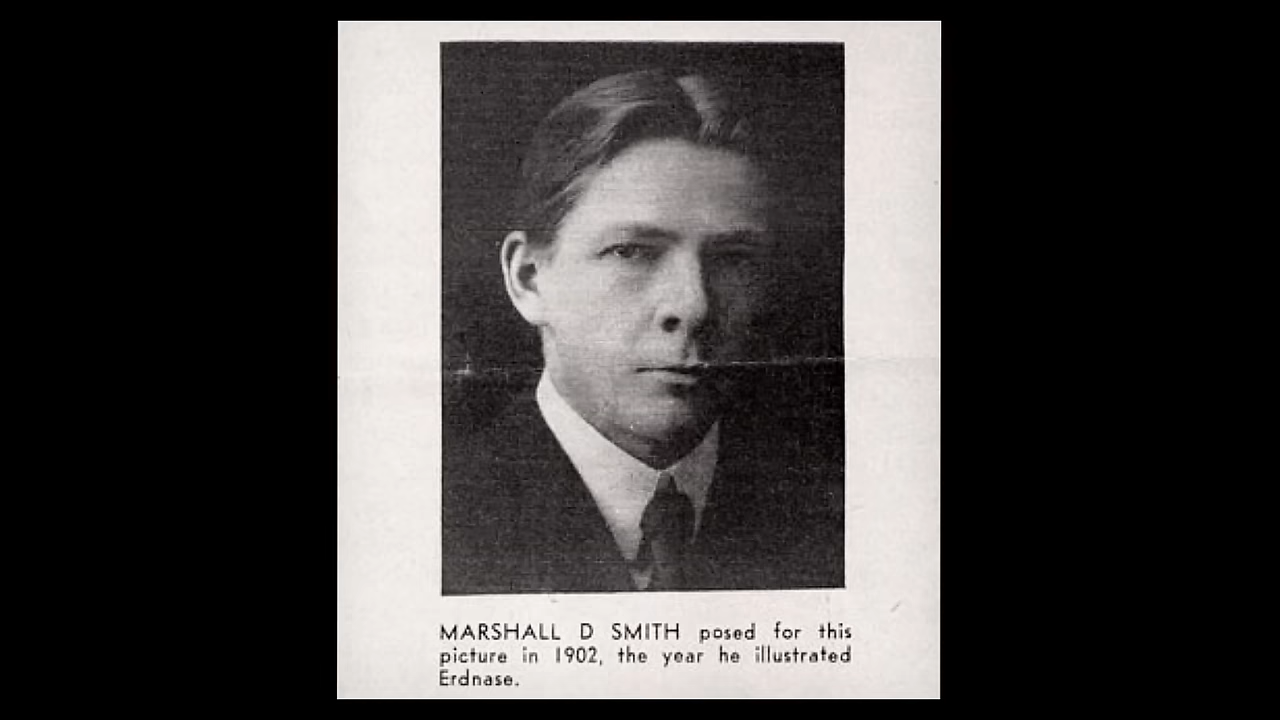 MARSHALL D SMITH posed for this
picture in 1902, the year he illustrated
Erdnase.